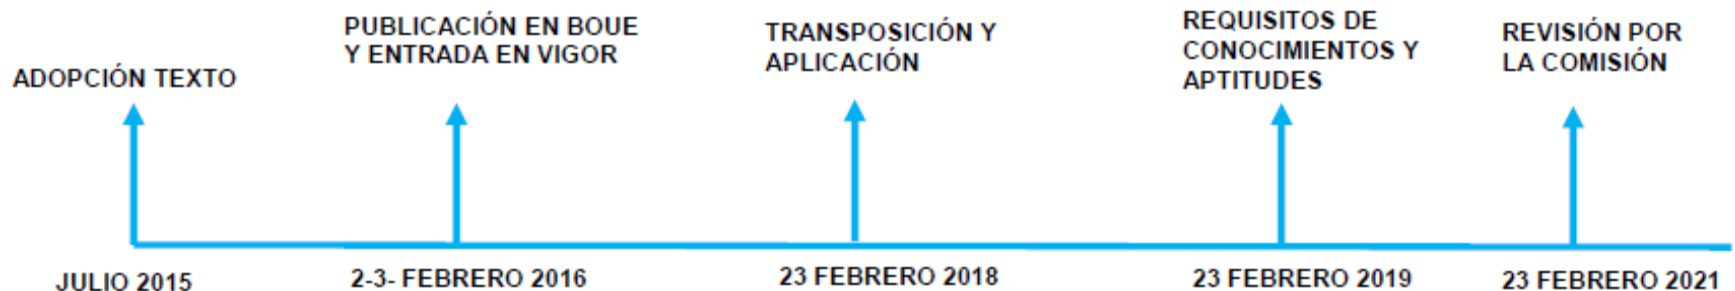 ADOPCIÓN TEXTO
PUBLICACIÓN EN BOUE
Y ENTRADA EN VIGOR
TRANSPOSICIÓN Y
APLICACIÓN
REQUISITOS DE
CONOCIMIENTOS Y
APTITUDES
REVISIÓN POR
LA COMISIÓN
JULIO 2015
2-3- FEBRERO 2016
23 FEBRERO 2018
23 FEBRERO 2019
23 FEBRERO 2021